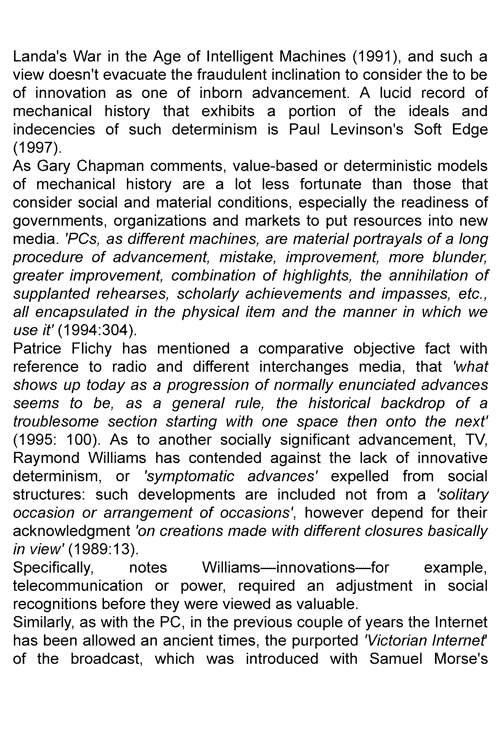 Landa's War in the Age of Intelligent Machines (1991), and such a
view doesn't evacuate the fraudulent inclination to consider the to be
of innovation as one of inborn advancement. A lucid record of
mechanical history that exhibits a portion of the ideals and
indecencies of such determinism is Paul Levinson's Soft Edge
(1997).
As Gary Chapman comments, value-based or deterministic models
of mechanical history are a lot less fortunate than those that
consider social and material conditions, especially the readiness of
governments, organizations and markets to put resources into new
media. 'PCs, as different machines, are material portrayals of a long
procedure of advancement, mistake, improvement, more blunder,
greater improvement, combination of highlights, the annihilation of
supplanted rehearses, scholarly achievements and impasses, etc.,
all encapsulated in the physical item and the manner in which we
use it' (1994:304).
Patrice Flichy has mentioned a comparative objective fact with
reference to radio and different interchanges media, that 'what
shows up today as a progression of normally enunciated advances
seems to be, as a general rule, the historical backdrop of a
troublesome section starting with one space then onto the next'
(1995: 100). As to another socially significant advancement, TV,
Raymond Williams has contended against the lack of innovative
determinism, or 'symptomatic advances' expelled from social
structures: such developments are included not from a 'solitary
occasion or arrangement of occasions', however depend for their
acknowledgment 'on creations made with different closures basically
in view' (1989:13).
Specifically, notes Williams—innovations—for example,
telecommunication or power, required an adjustment in social
recognitions before they were viewed as valuable.
Similarly, as with the PC, in the previous couple of years the Internet
has been allowed an ancient times, the purported 'Victorian Internet'
of the broadcast, which was introduced with Samuel Morse's